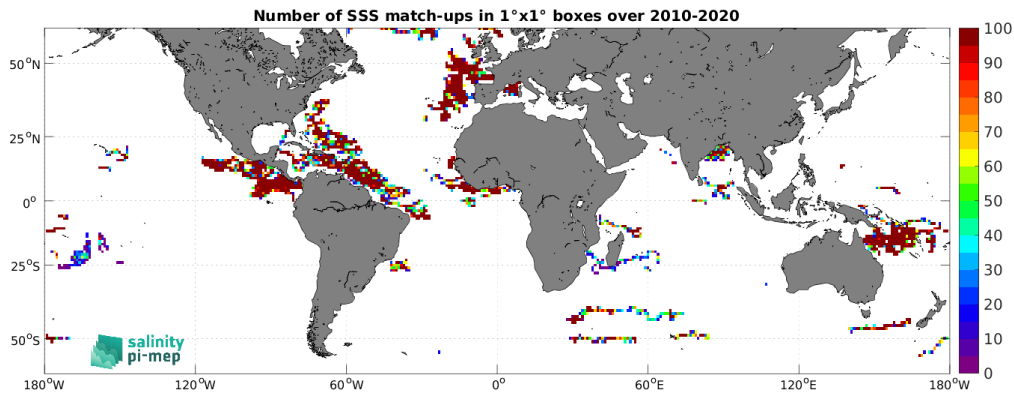 Number of SSS match-ups in 1°x1° boxes over 2010-2020
100
90
80
70
60
50
40
30
20
10
0
50°N
25°N
0°
25°S
50°S
salinity
pi-mep
180°W 120°W 60°W 0° 60°E 120°E 180°W